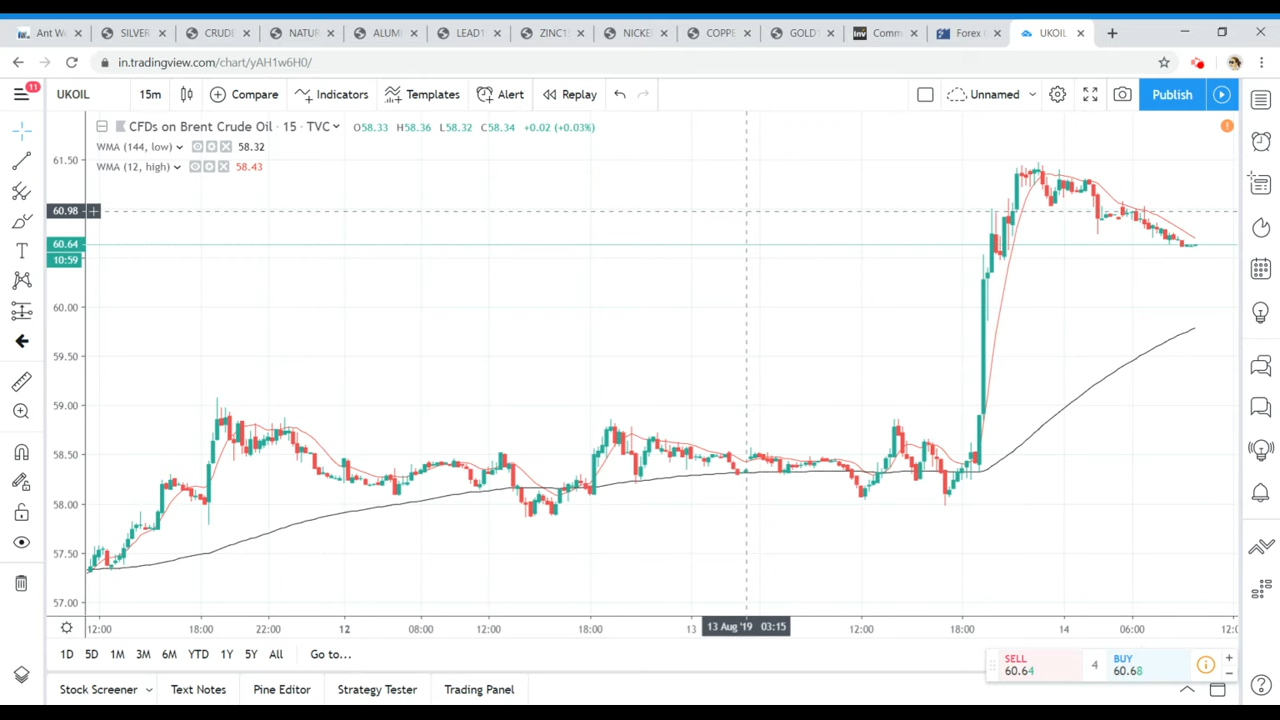 Ant We SILVER CRUDE NATUR ALUMI LEAD1 ZINC1 NICKE COPPE GOLD1 Comm Forex ( UKOIL
in.tradingview.com/chart/yAH1w6H0/
11
UKOIL 15m Compare Indicators Templates Alert Replay Unnamed Publish
CFDs on Brent Crude Oil · 15 · TVC O58.33 H58.36 L58.32 C58.34 +0.02 (+0.03%)
WMA (144, low) 58.32
WMA (12, high) 58.43
61.50
60.98
60.64
10:59
60.00
59.50
59.00
58.50
58.00
57.50
57.00
12:00 18:00 22:00 12 08:00 12:00 18:00 13 13 Aug '19 03:15 12:00 18:00 14 06:00 12:0
1D 5D 1M 3M 6M YTD 1Y 5Y All Go to...
SELL
60.64
4
BUY
60.68
Stock Screener Text Notes Pine Editor Strategy Tester Trading Panel